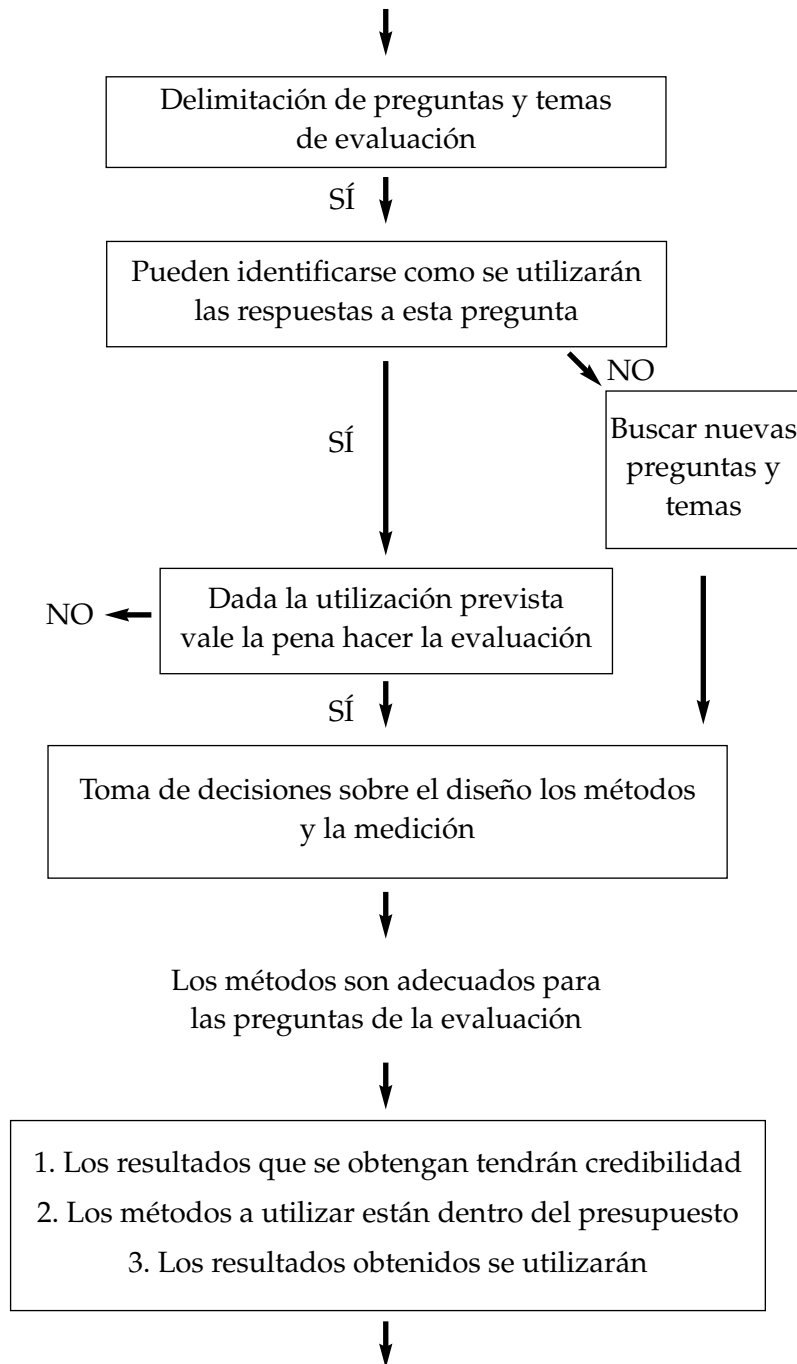 Delimitación de preguntas y temas
de evaluación
SÍ
Pueden identificarse como se utilizarán
las respuestas a esta pregunta
NO
SÍ
Buscar nuevas
preguntas y
temas
Dada la utilización prevista
vale la pena hacer la evaluación
NO
SÍ
Toma de decisiones sobre el diseño los métodos
y la medición
Los métodos son adecuados para
las preguntas de la evaluación
1. Los resultados que se obtengan tendrán credibilidad
2. Los métodos a utilizar están dentro del presupuesto
3. Los resultados obtenidos se utilizarán